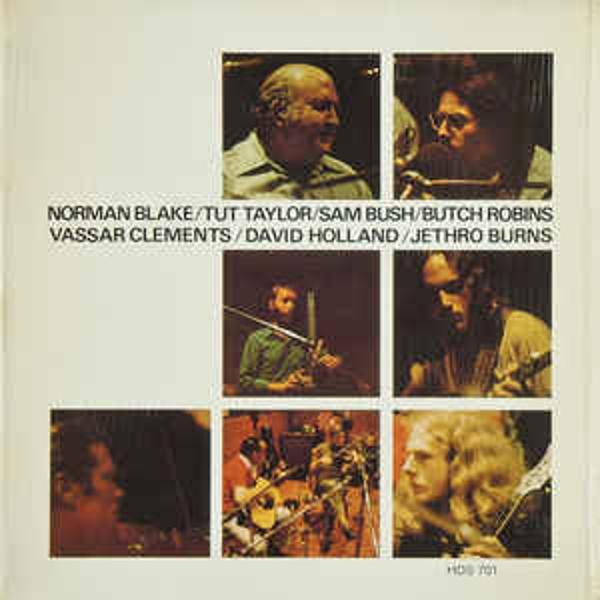 NORMAN BLAKE/TUT TAYLOR/SAM BUSH/BUTCH ROBINS
VASSAR CLEMENTS/DAVID HOLLAND/JETHRO BURNS
HDS 701